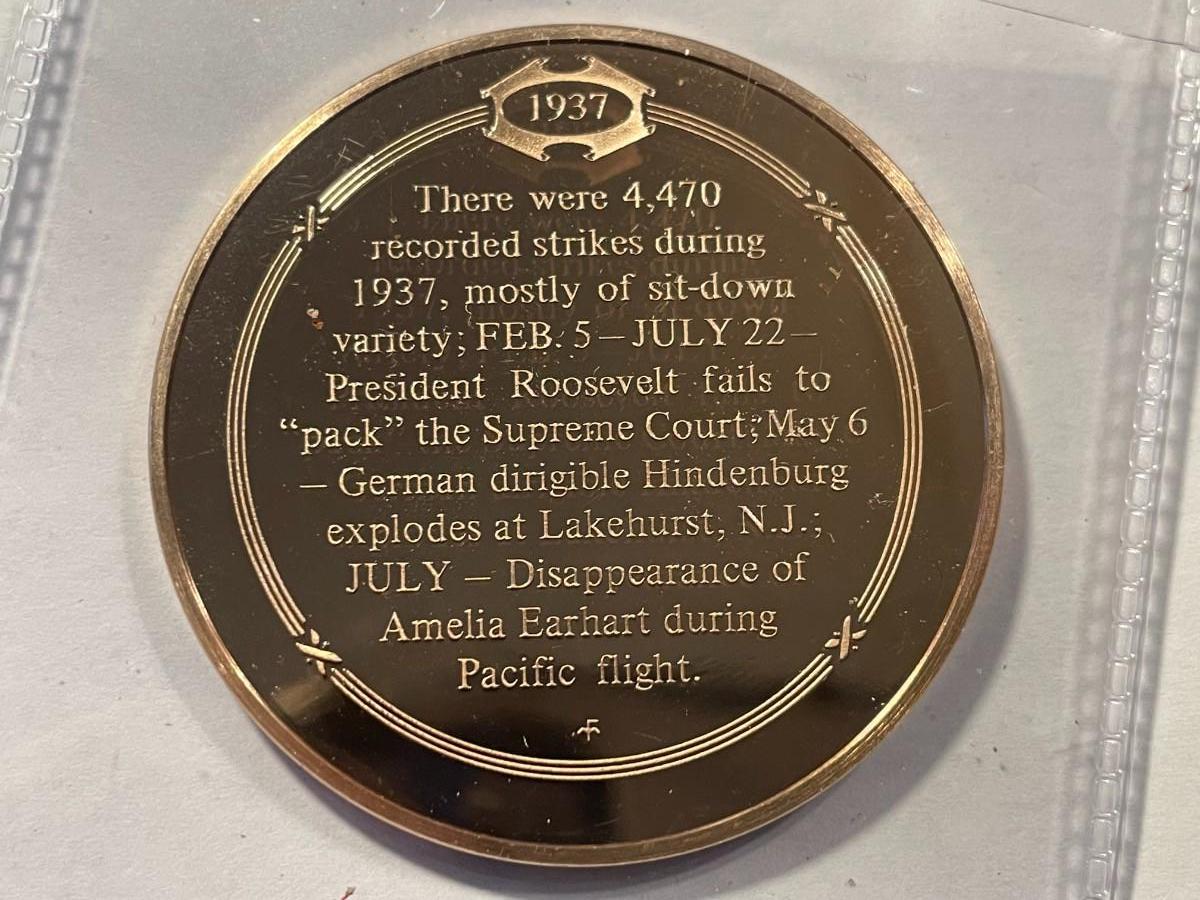 1937
There were 4,470
recorded strikes during
1937, mostly of sit-down
variety; FEB. 5 – JULY 22 –
President Roosevelt fails to
“pack” the Supreme Court; May 6
– German dirigible Hindenburg
explodes at Lakehurst, N.J.;
JULY – Disappearance of
Amelia Earhart during
Pacific flight.